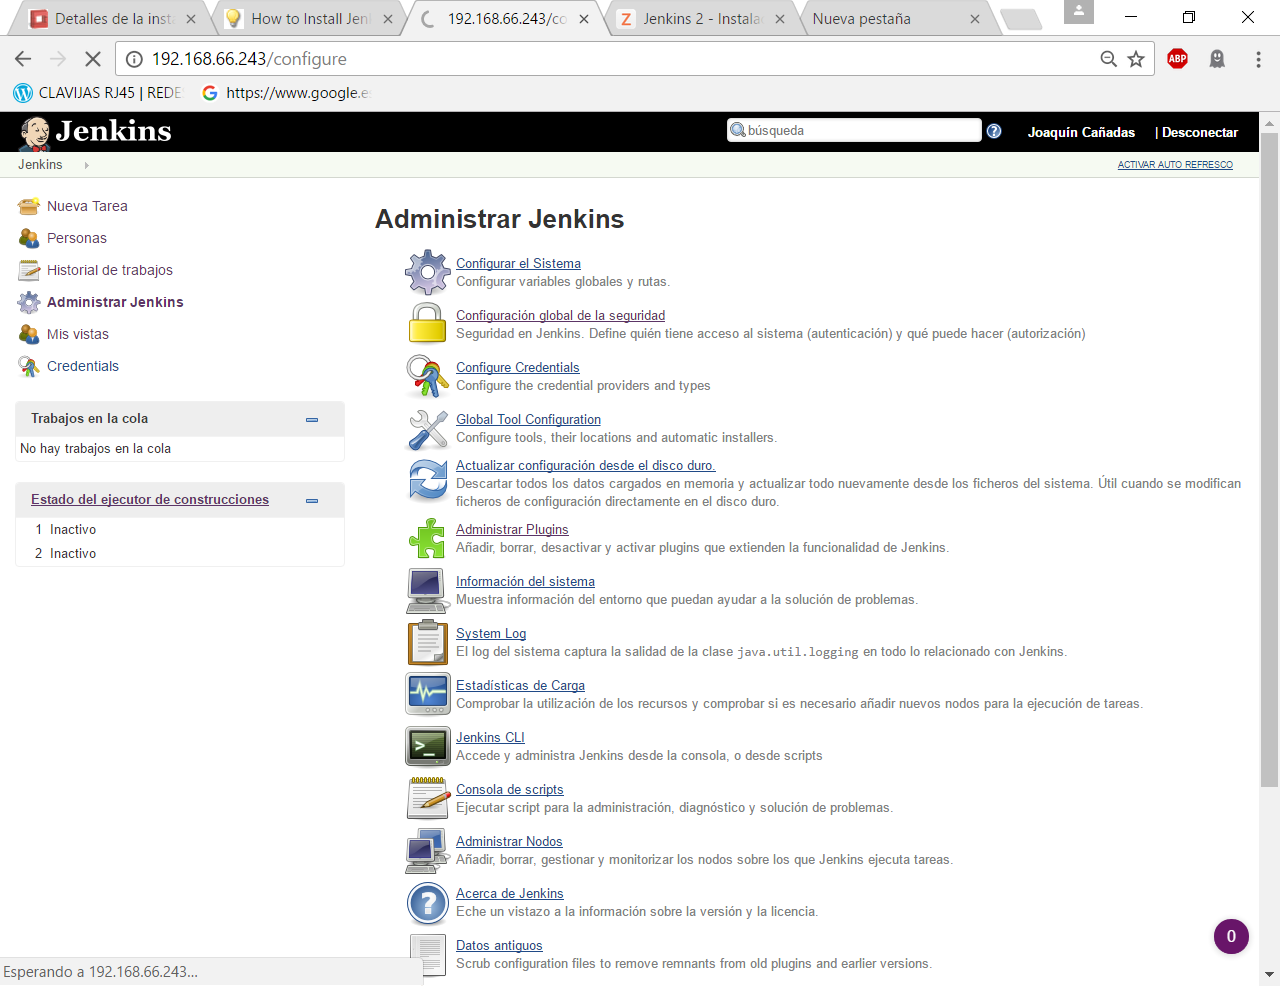 Detalles de la insta
How to Install Jenk
192.168.66.243/co
Jenkins 2 - Instala
Nueva pestaña
192.168.66.243/configure
ABP
CLAVIJAS RJ45 | REDE
https://www.google.es
Jenkins
búsqueda
Joaquín Cañadas
| Desconectar
Jenkins
ACTIVAR AUTO REFRESCO
Nueva Tarea
Personas
Historial de trabajos
Administrar Jenkins
Mis vistas
Credentials
Trabajos en la cola
No hay trabajos en la cola
Estado del ejecutor de construcciones
1 Inactivo
2 Inactivo
Administrar Jenkins
Configurar el Sistema
Configurar variables globales y rutas.
Configuración global de la seguridad
Seguridad en Jenkins. Define quién tiene acceso al sistema (autenticación) y qué puede hacer (autorización)
Configure Credentials
Configure the credential providers and types
Global Tool Configuration
Configure tools, their locations and automatic installers.
Actualizar configuración desde el disco duro.
Descartar todos los datos cargados en memoria y actualizar todo nuevamente desde los ficheros del sistema. Útil cuando se modifican
ficheros de configuración directamente en el disco duro.
Administrar Plugins
Añadir, borrar, desactivar y activar plugins que extienden la funcionalidad de Jenkins.
Información del sistema
Muestra información del entorno que puedan ayudar a la solución de problemas.
System Log
El log del sistema captura la salidad de la clase java.util.logging en todo lo relacionado con Jenkins.
Estadísticas de Carga
Comprobar la utilización de los recursos y comprobar si es necesario añadir nuevos nodos para la ejecución de tareas.
Jenkins CLI
Accede y administra Jenkins desde la consola, o desde scripts
Consola de scripts
Ejecutar script para la administración, diagnóstico y solución de problemas.
Administrar Nodos
Añadir, borrar, gestionar y monitorizar los nodos sobre los que Jenkins ejecuta tareas.
Acerca de Jenkins
Eche un vistazo a la información sobre la versión y la licencia.
Datos antiguos
Scrub configuration files to remove remnants from old plugins and earlier versions.
0
Esperando a 192.168.66.243...